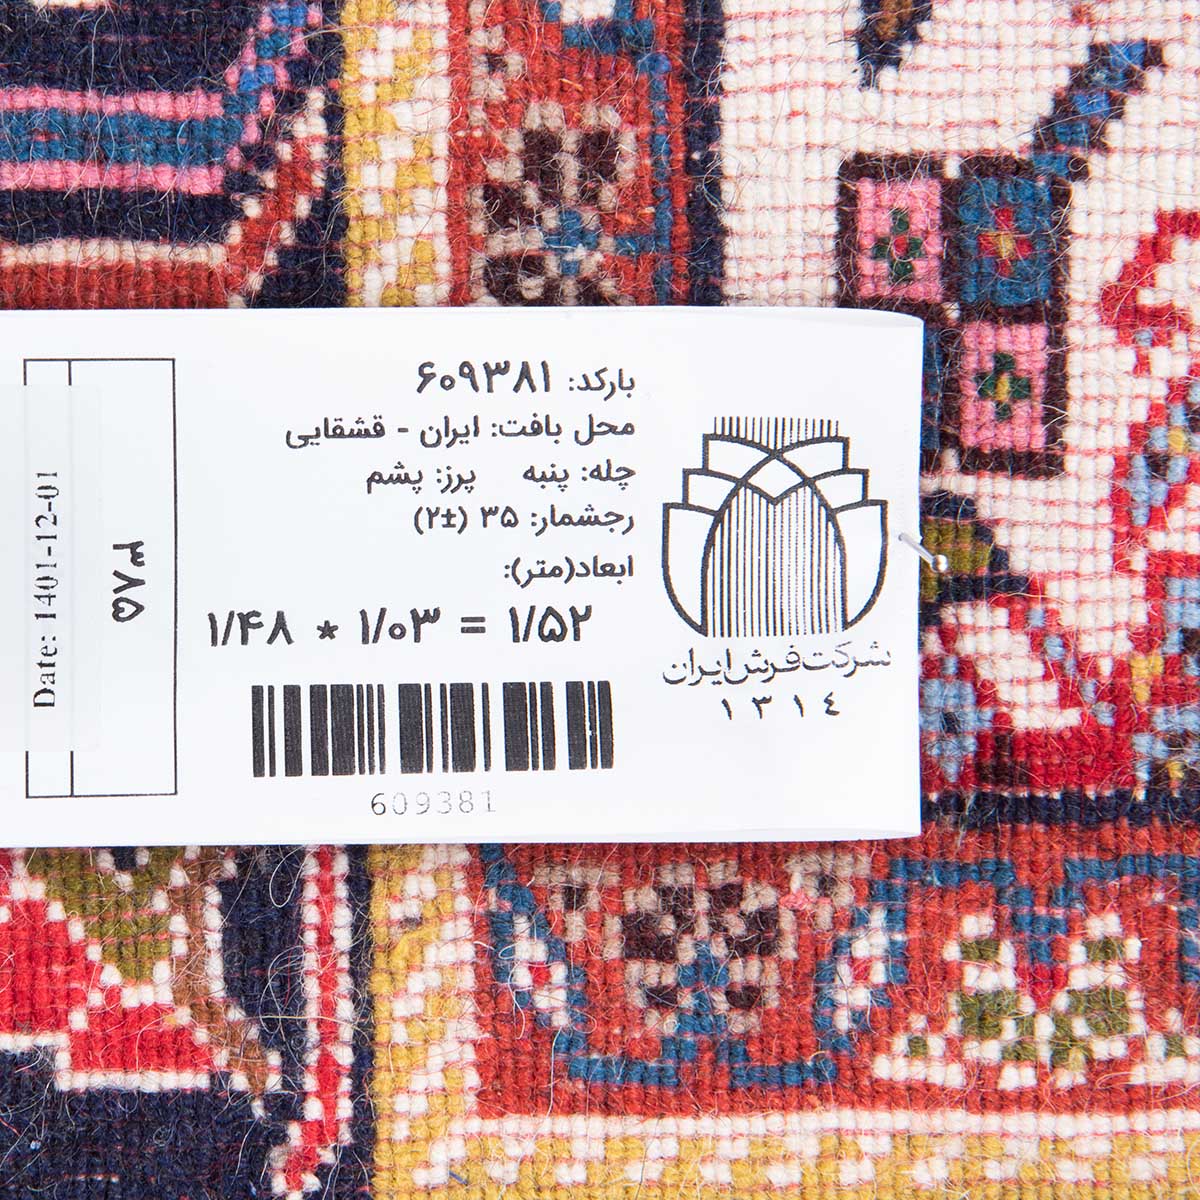 بارکد: ۶۰۹۳۸۱
محل بافت: ایران - قشقایی
چله: پنبه پرز: پشم
رجشمار: ۳۵ (±۲)
ابعاد(متر):
۱/۴۸ * ۱/۰۳ = ۱/۵۲
609381
شرکت فرش ایران
۱۳۱۴
Date: 1401-12-01
۳۸۵